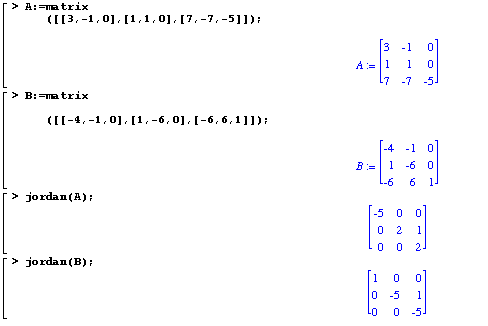 > A:=matrix
([[3,-1,0],[1,1,0],[7,-7,-5]]);
A := [3 -1 0
1 1 0
7 -7 -5]
> B:=matrix
([[-4,-1,0],[1,-6,0],[-6,6,1]]);
B := [-4 -1 0
1 -6 0
-6 6 1]
> jordan(A);
[-5 0 0
0 2 1
0 0 2]
> jordan(B);
[1 0 0
0 -5 1
0 0 -5]